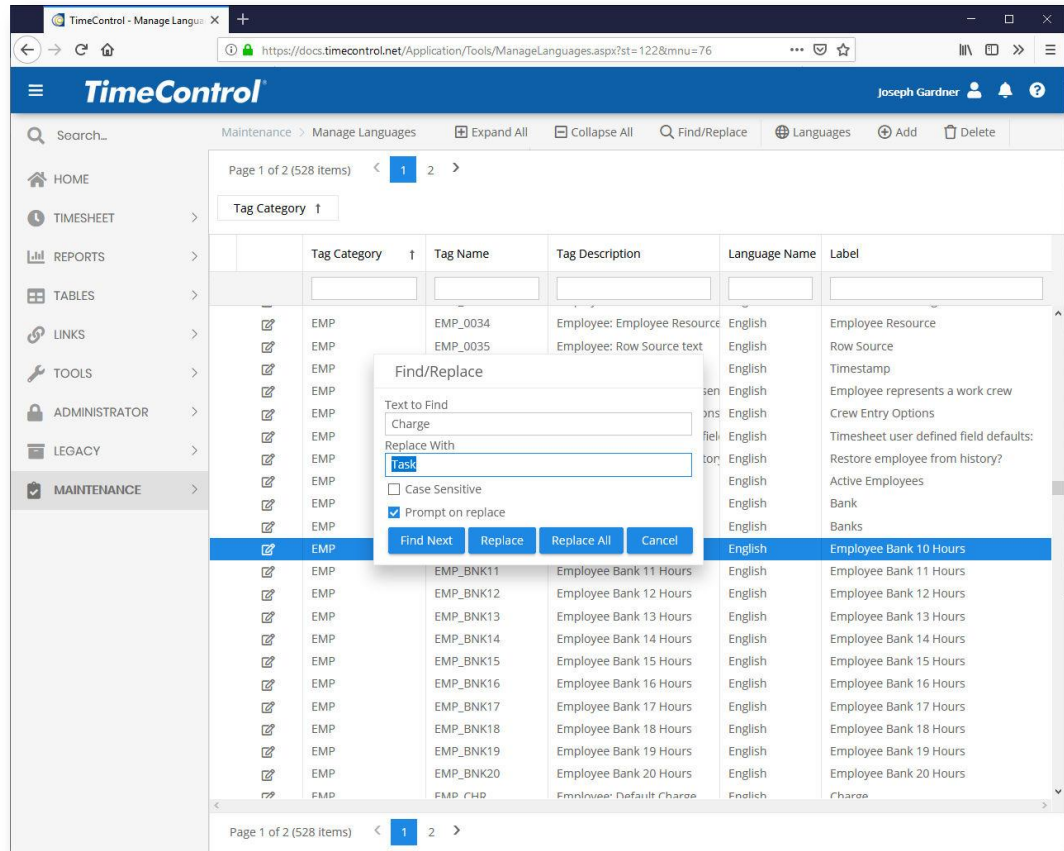 TimeControl - Manage Langua
https://docs.timecontrol.net/Application/Tools/ManageLanguages.aspx?st=122&mnu=76
TimeControl
Joseph Gardner
Search...
Maintenance > Manage Languages Expand All Collapse All Find/Replace Languages Add Delete
HOME
TIMESHEET
REPORTS
TABLES
LINKS
TOOLS
ADMINISTRATOR
LEGACY
MAINTENANCE
Page 1 of 2 (528 items) < 1 2 >
Tag Category ↑
Tag Category ↑ Tag Name Tag Description Language Name Label
EMP EMP_0034 Employee: Employee Resource English Employee Resource
EMP EMP_0035 Employee: Row Source text English Row Source
EMP English Timestamp
EMP sen English Employee represents a work crew
EMP ons English Crew Entry Options
EMP fiel English Timesheet user defined field defaults:
EMP tory English Restore employee from history?
EMP English Active Employees
EMP English Bank
EMP English Banks
EMP English Employee Bank 10 Hours
EMP EMP_BNK11 Employee Bank 11 Hours English Employee Bank 11 Hours
EMP EMP_BNK12 Employee Bank 12 Hours English Employee Bank 12 Hours
EMP EMP_BNK13 Employee Bank 13 Hours English Employee Bank 13 Hours
EMP EMP_BNK14 Employee Bank 14 Hours English Employee Bank 14 Hours
EMP EMP_BNK15 Employee Bank 15 Hours English Employee Bank 15 Hours
EMP EMP_BNK16 Employee Bank 16 Hours English Employee Bank 16 Hours
EMP EMP_BNK17 Employee Bank 17 Hours English Employee Bank 17 Hours
EMP EMP_BNK18 Employee Bank 18 Hours English Employee Bank 18 Hours
EMP EMP_BNK19 Employee Bank 19 Hours English Employee Bank 19 Hours
EMP EMP_BNK20 Employee Bank 20 Hours English Employee Bank 20 Hours
EMP EMP_CHR Employee: Default Charge English Charge
Find/Replace
Text to Find
Charge
Replace With
Task
Case Sensitive
Prompt on replace
Find Next Replace Replace All Cancel
Page 1 of 2 (528 items) < 1 2 >